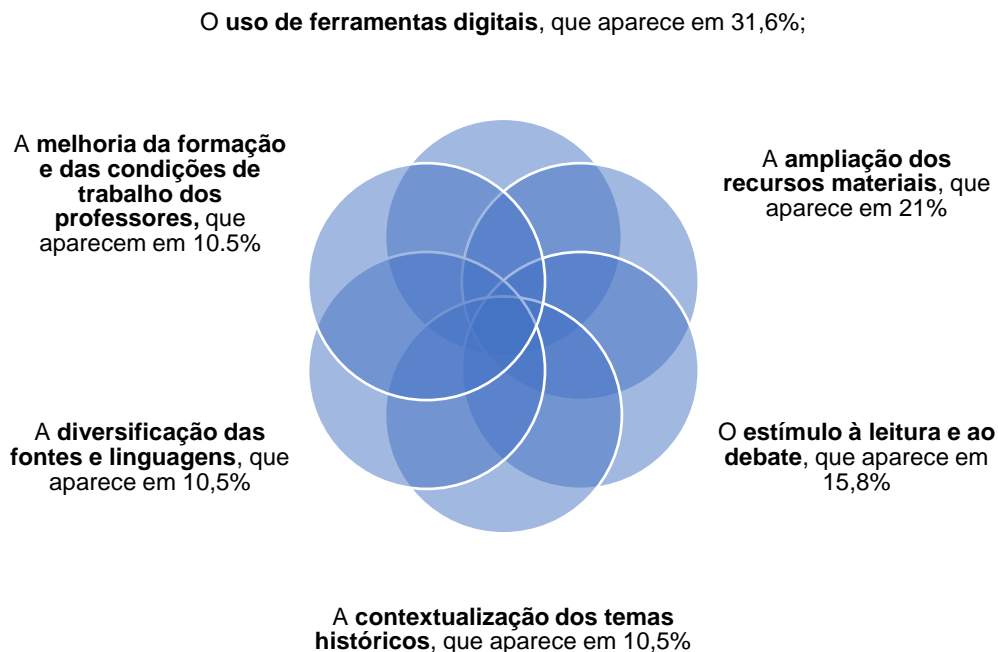 O uso de ferramentas digitais, que aparece em 31,6%;
A ampliação dos
recursos materiais, que
aparece em 21%
O estímulo à leitura e ao
debate, que aparece em
15,8%
A contextualização dos temas
históricos, que aparece em 10,5%
A diversificação das
fontes e linguagens, que
aparece em 10,5%
A melhoria da formação
e das condições de
trabalho dos
professores, que
aparecem em 10.5%